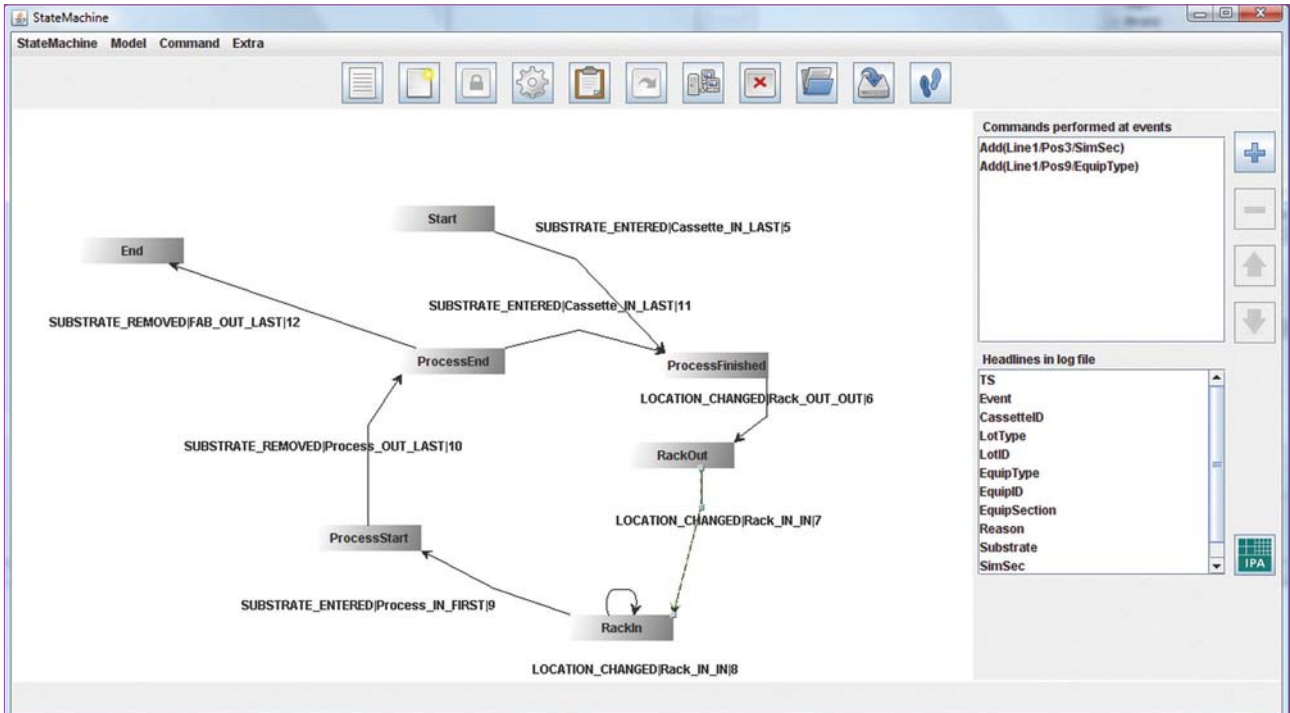 StateMachine
StateMachine Model Command Extra
Commands performed at events
Add(Line1/Pos3/SimSec)
Add(Line1/Pos9/EquipType)
Start
SUBSTRATE_ENTERED|Cassette_IN_LAST|5
End
SUBSTRATE_ENTERED|Cassette_IN_LAST|11
SUBSTRATE_REMOVED|FAB_OUT_LAST|12
ProcessEnd
ProcessFinished
LOCATION_CHANGED|Rack_OUT_OUT|6
SUBSTRATE_REMOVED|Process_OUT_LAST|10
RackOut
LOCATION_CHANGED|Rack_IN_IN|7
ProcessStart
SUBSTRATE_ENTERED|Process_IN_FIRST|9
RackIn
LOCATION_CHANGED|Rack_IN_IN|8
Headlines in log file
TS
Event
CassetteID
LotType
LotID
EquipType
EquipID
EquipSection
Reason
Substrate
SimSec
IPA